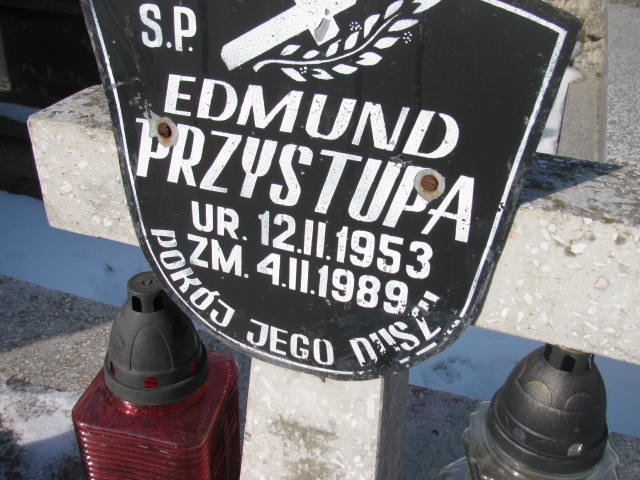 S.P.
EDMUND
PRZYSTUPA
UR. 12.II.1953
ZM. 4.II.1989
POKÓJ JEGO DUSZY